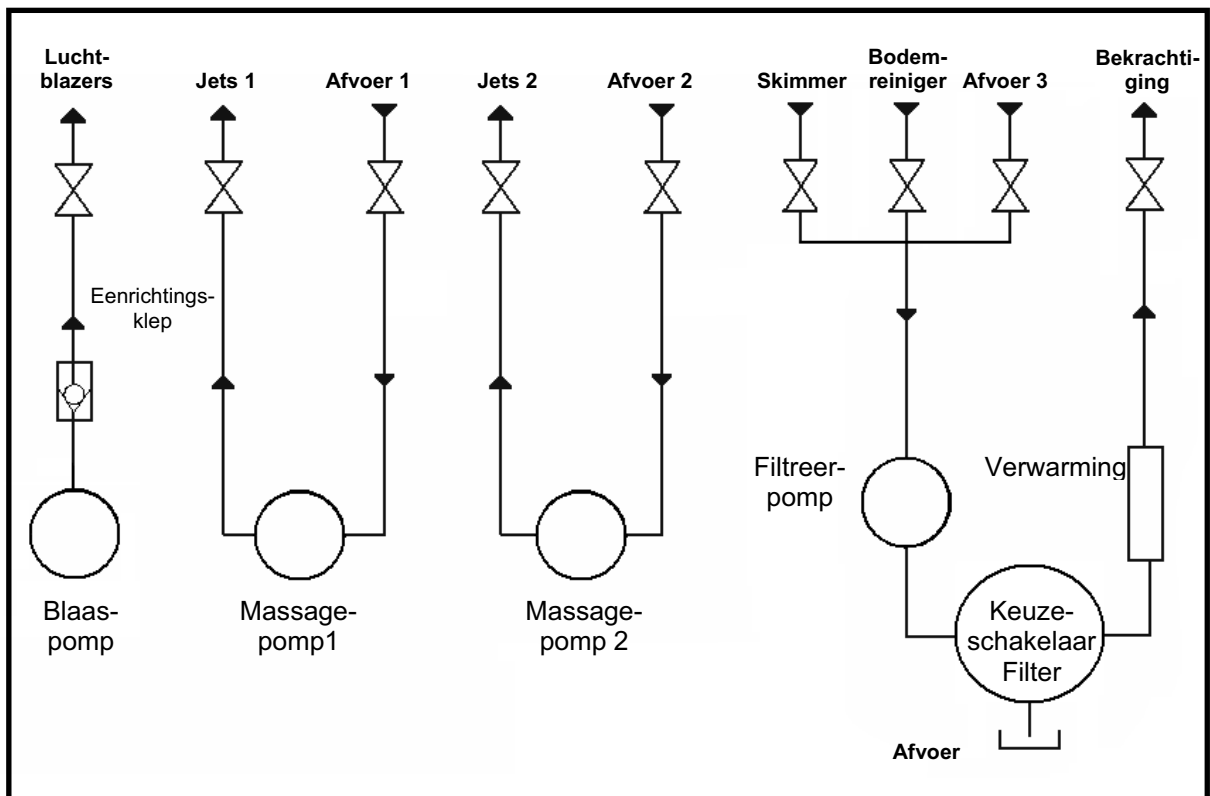 Lucht-
blazers
Jets 1
Afvoer 1
Jets 2
Afvoer 2
Skimmer
Bodem-
reiniger
Afvoer 3
Bekrachti-
ging
Eenrichtings-
klep
Filtreer-
pomp
Verwarming
Blaas-
pomp
Massage-
pomp1
Massage-
pomp 2
Keuze-
schakelaar
Filter
Afvoer